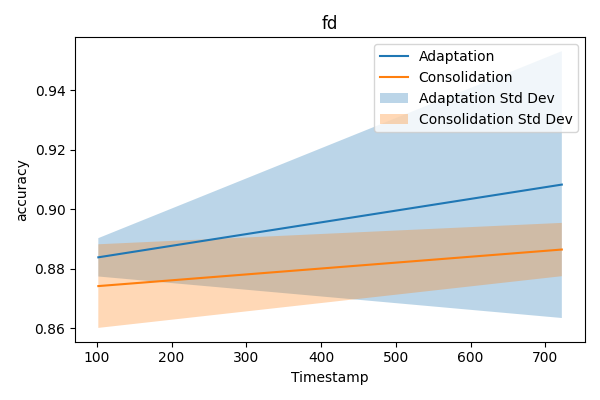 fd
Adaptation
Consolidation
Adaptation Std Dev
Consolidation Std Dev
accuracy
0.94
0.92
0.90
0.88
0.86
100 200 300 400 500 600 700
Timestamp